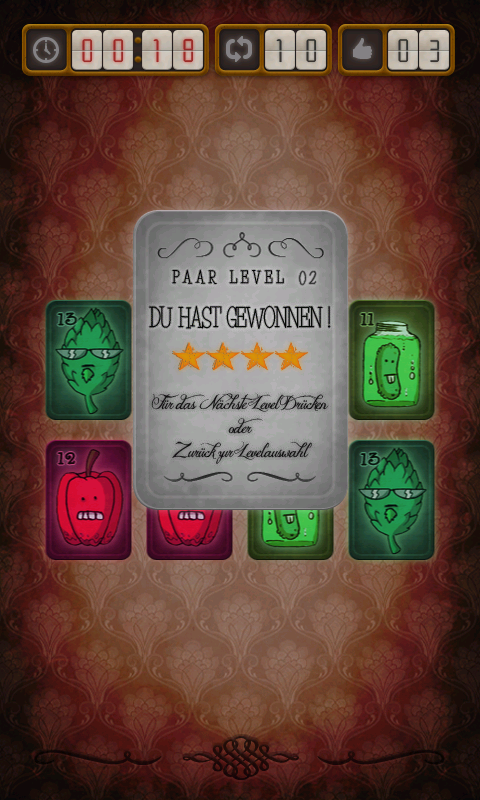 00:18 10 03
PAAR LEVEL 02
DU HAST GEWONNEN !
13
11
Für das Nächste Level Drücken
oder
Zurück zur Levelauswahl
12
13